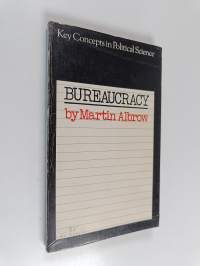 Key Concepts in Political Science
BUREAUCRACY
by Martin Albrow